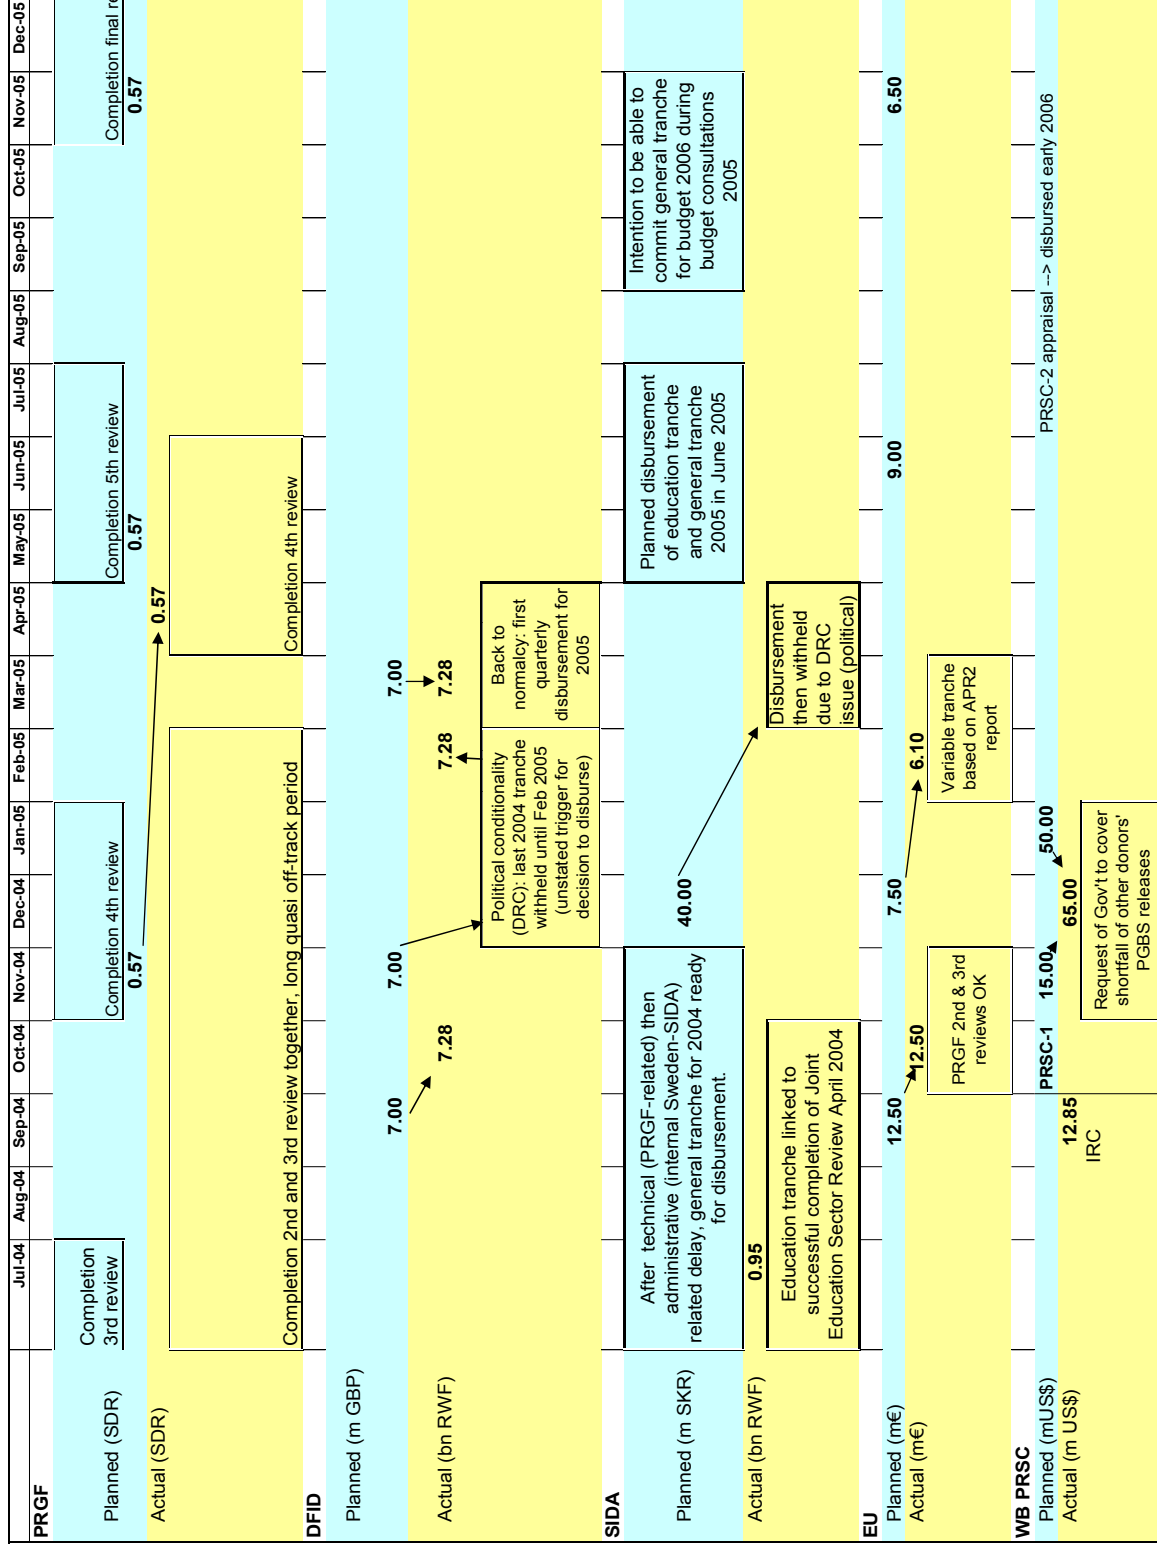 Jul-04 Aug-04 Sep-04 Oct-04 Nov-04 Dec-04 Jan-05 Feb-05 Mar-05 Apr-05 May-05 Jun-05 Jul-05 Aug-05 Sep-05 Oct-05 Nov-05 Dec-05
PRGF
Planned (SDR)
Completion
3rd review
Completion 4th review
0.57
Completion 5th review
0.57
Completion final re
0.57
Actual (SDR)
0.57
Completion 2nd and 3rd review together, long quasi off-track period
Completion 4th review
DFID
Planned (m GBP)
7.00
7.00
7.00
Actual (bn RWF)
7.28
7.28
7.28
Political conditionality
(DRC): last 2004 tranche
withheld until Feb 2005
(unstated trigger for
decision to disburse)
Back to
normalcy: first
quarterly
disbursement for
2005
SIDA
Planned (m SKR)
After technical (PRGF-related) then
administrative (internal Sweden-SIDA)
related delay, general tranche for 2004 ready
for disbursement.
40.00
Planned disbursement
of education tranche
and general tranche
2005 in June 2005
Intention to be able to
commit general tranche
for budget 2006 during
budget consultations
2005
Actual (bn RWF)
0.95
Education tranche linked to
successful completion of Joint
Education Sector Review April 2004
Disbursement
then withheld
due to DRC
issue (political)
EU
Planned (m€)
12.50
7.50
9.00
6.50
Actual (m€)
12.50
6.10
PRGF 2nd & 3rd
reviews OK
Variable tranche
based on APR2
report
WB PRSC
Planned (mUS$)
PRSC-1
15.00
50.00
PRSC-2 appraisal --> disbursed early 2006
Actual (m US$)
12.85
65.00
IRC
Request of Gov't to cover
shortfall of other donors'
PGBS releases